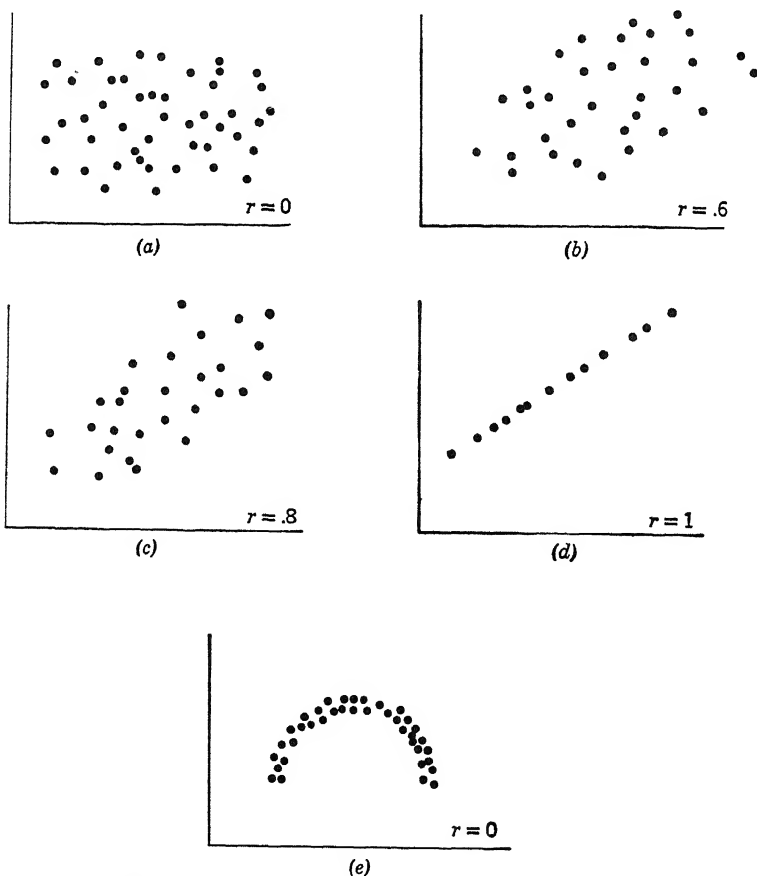 r = 0
(a)
r = .6
(b)
r = .8
(c)
r = 1
(d)
r = 0
(e)